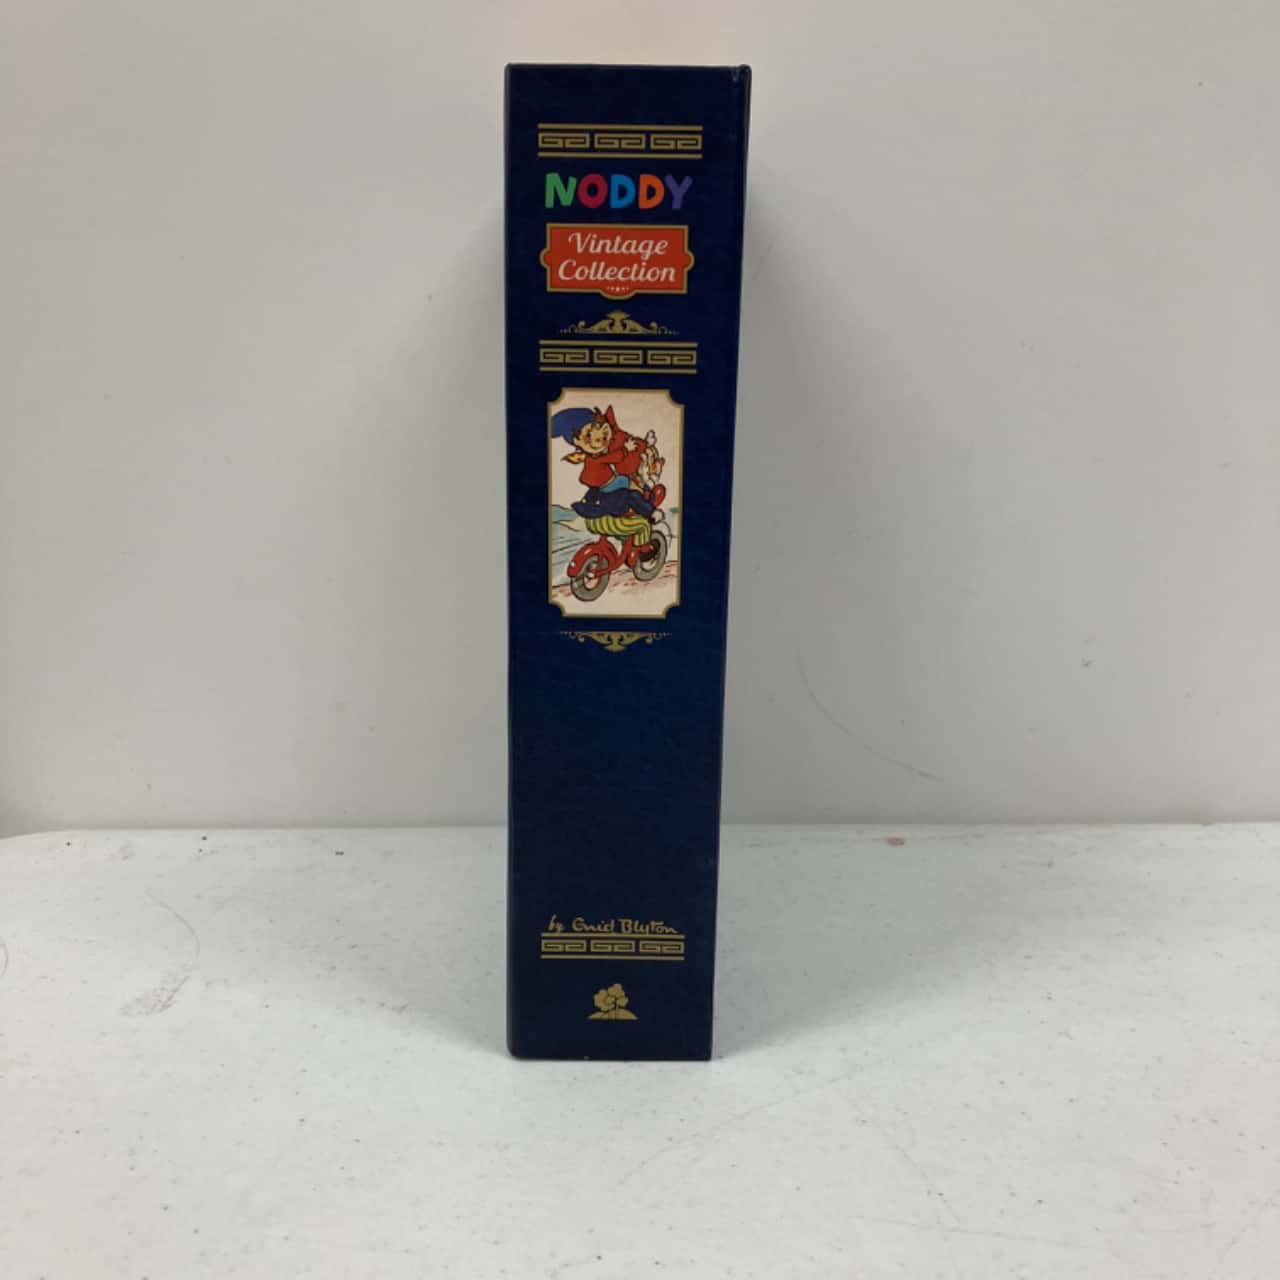 NODDY
Vintage
Collection
by Enid Blyton